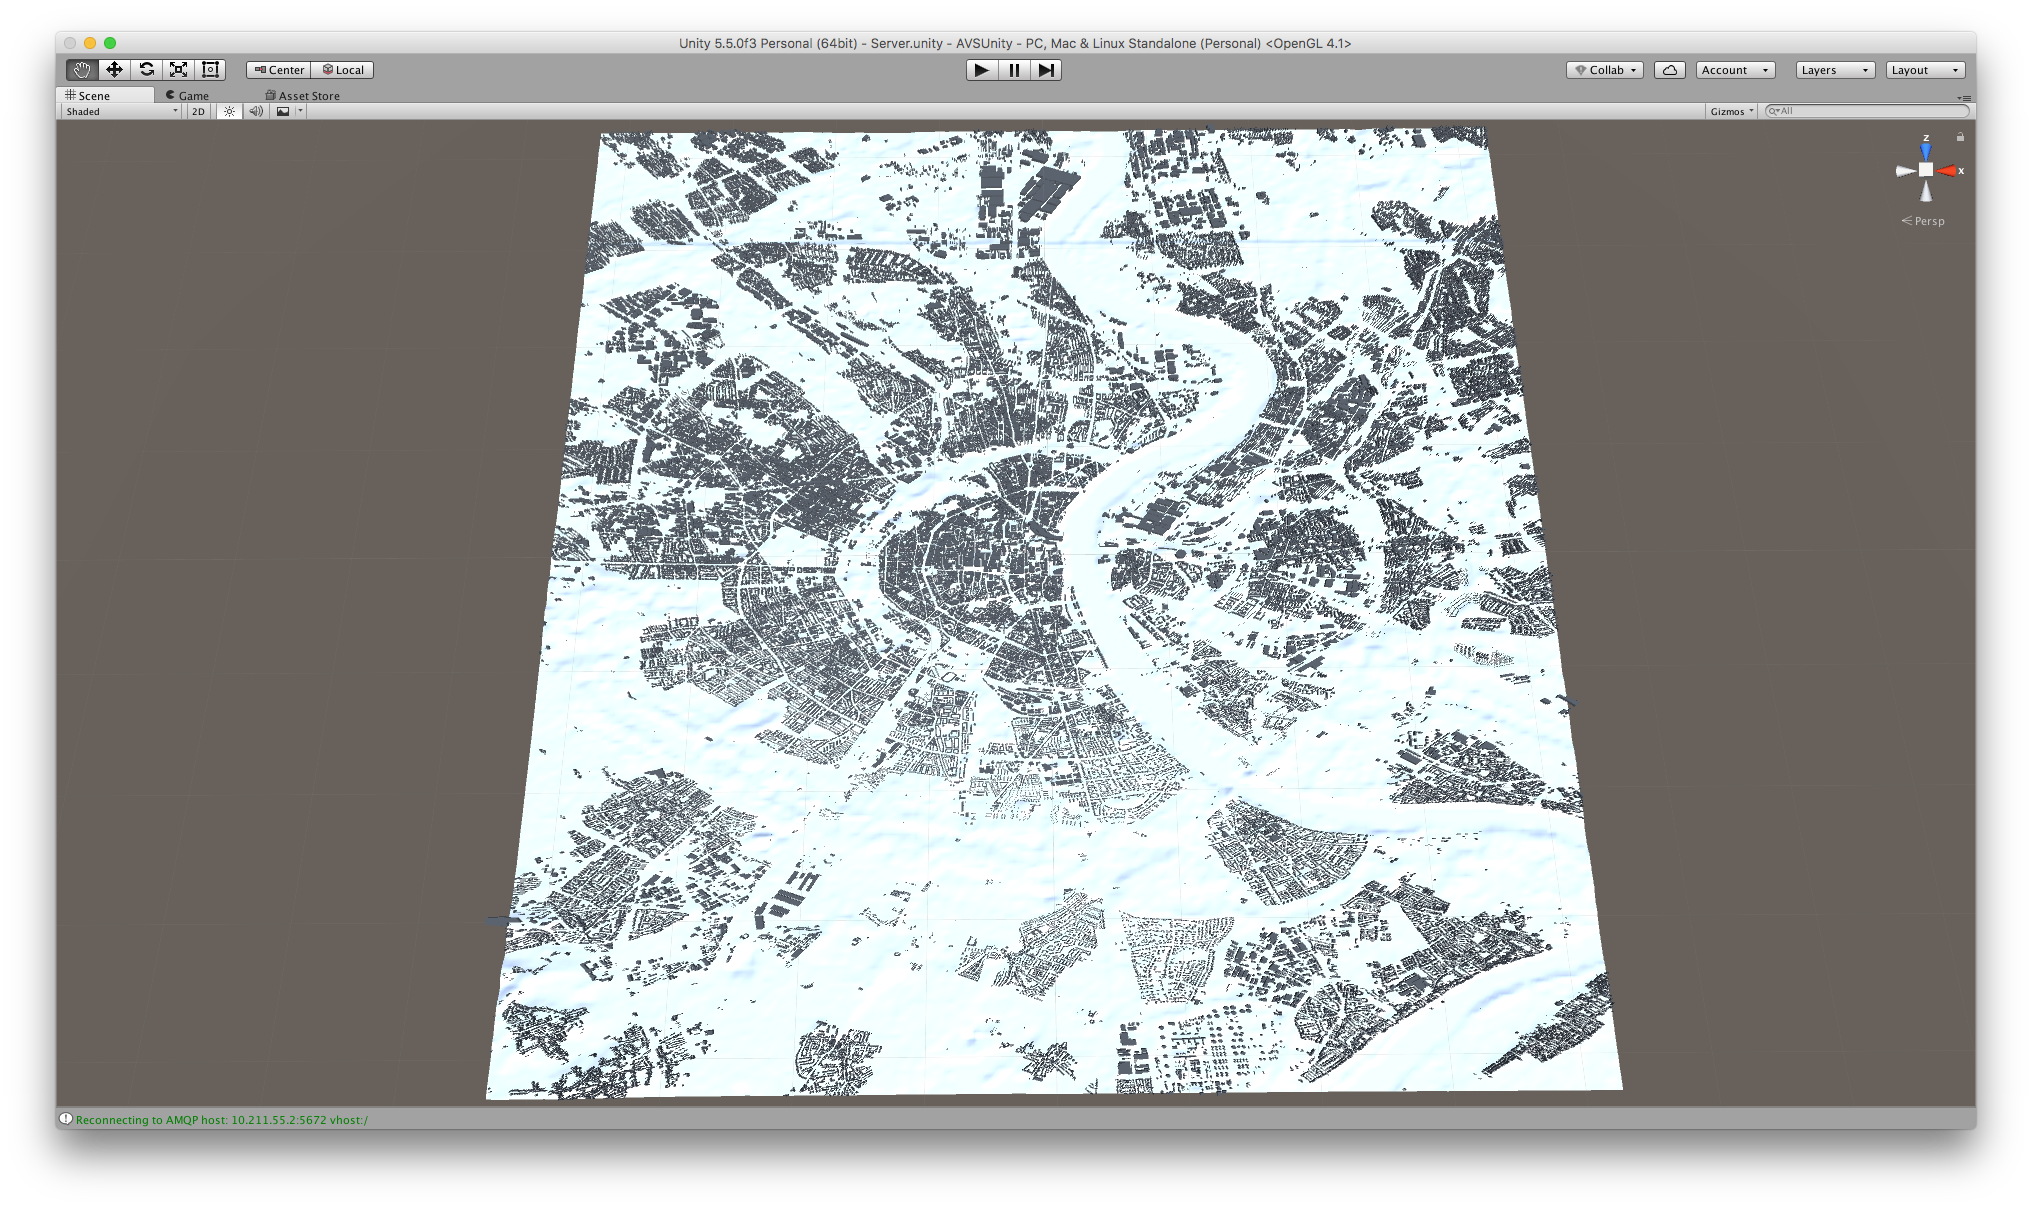 Unity 5.5.0f3 Personal (64bit) - Server.unity - AVSUnity - PC, Mac & Linux Standalone (Personal) <OpenGL 4.1>
Center Local Collab Account Layers Layout
Scene Game Asset Store
Shaded 2D Gizmos All
z
x
Persp
Reconnecting to AMQP host: 10.211.55.2:5672 vhost:/